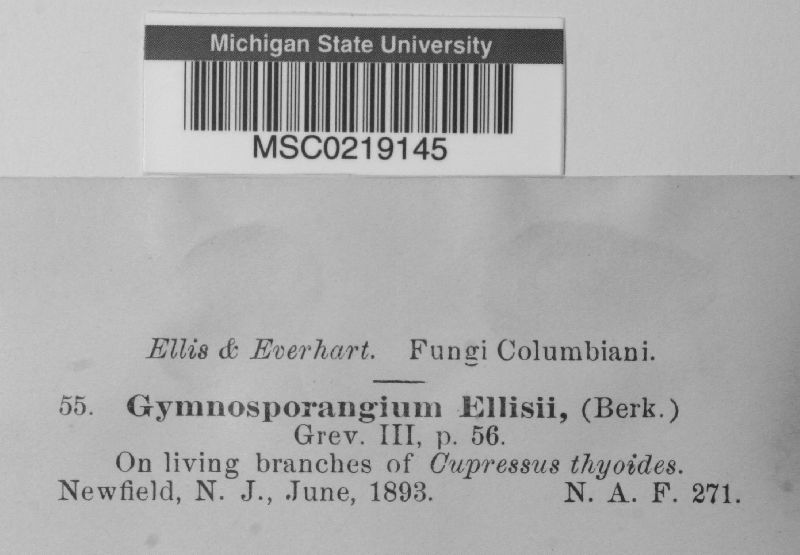 Michigan State University
MSC0219145
Ellis & Everhart. Fungi Columbiani.
55. Gymnosporangium Ellisii, (Berk.)
Grev. III, p. 56.
On living branches of Cupressus thyoides.
Newfield, N. J., June, 1893. N. A. F. 271.